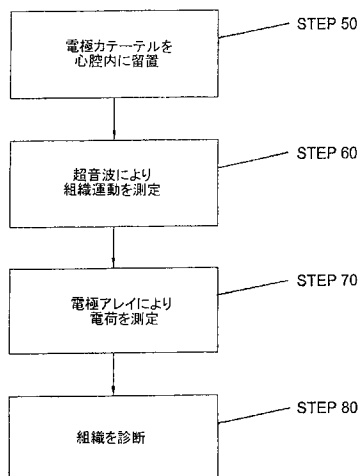 電極カテーテルを
心腔内に留置
STEP 50
超音波により
組織運動を測定
STEP 60
電極アレイにより
電荷を測定
STEP 70
組織を診断
STEP 80